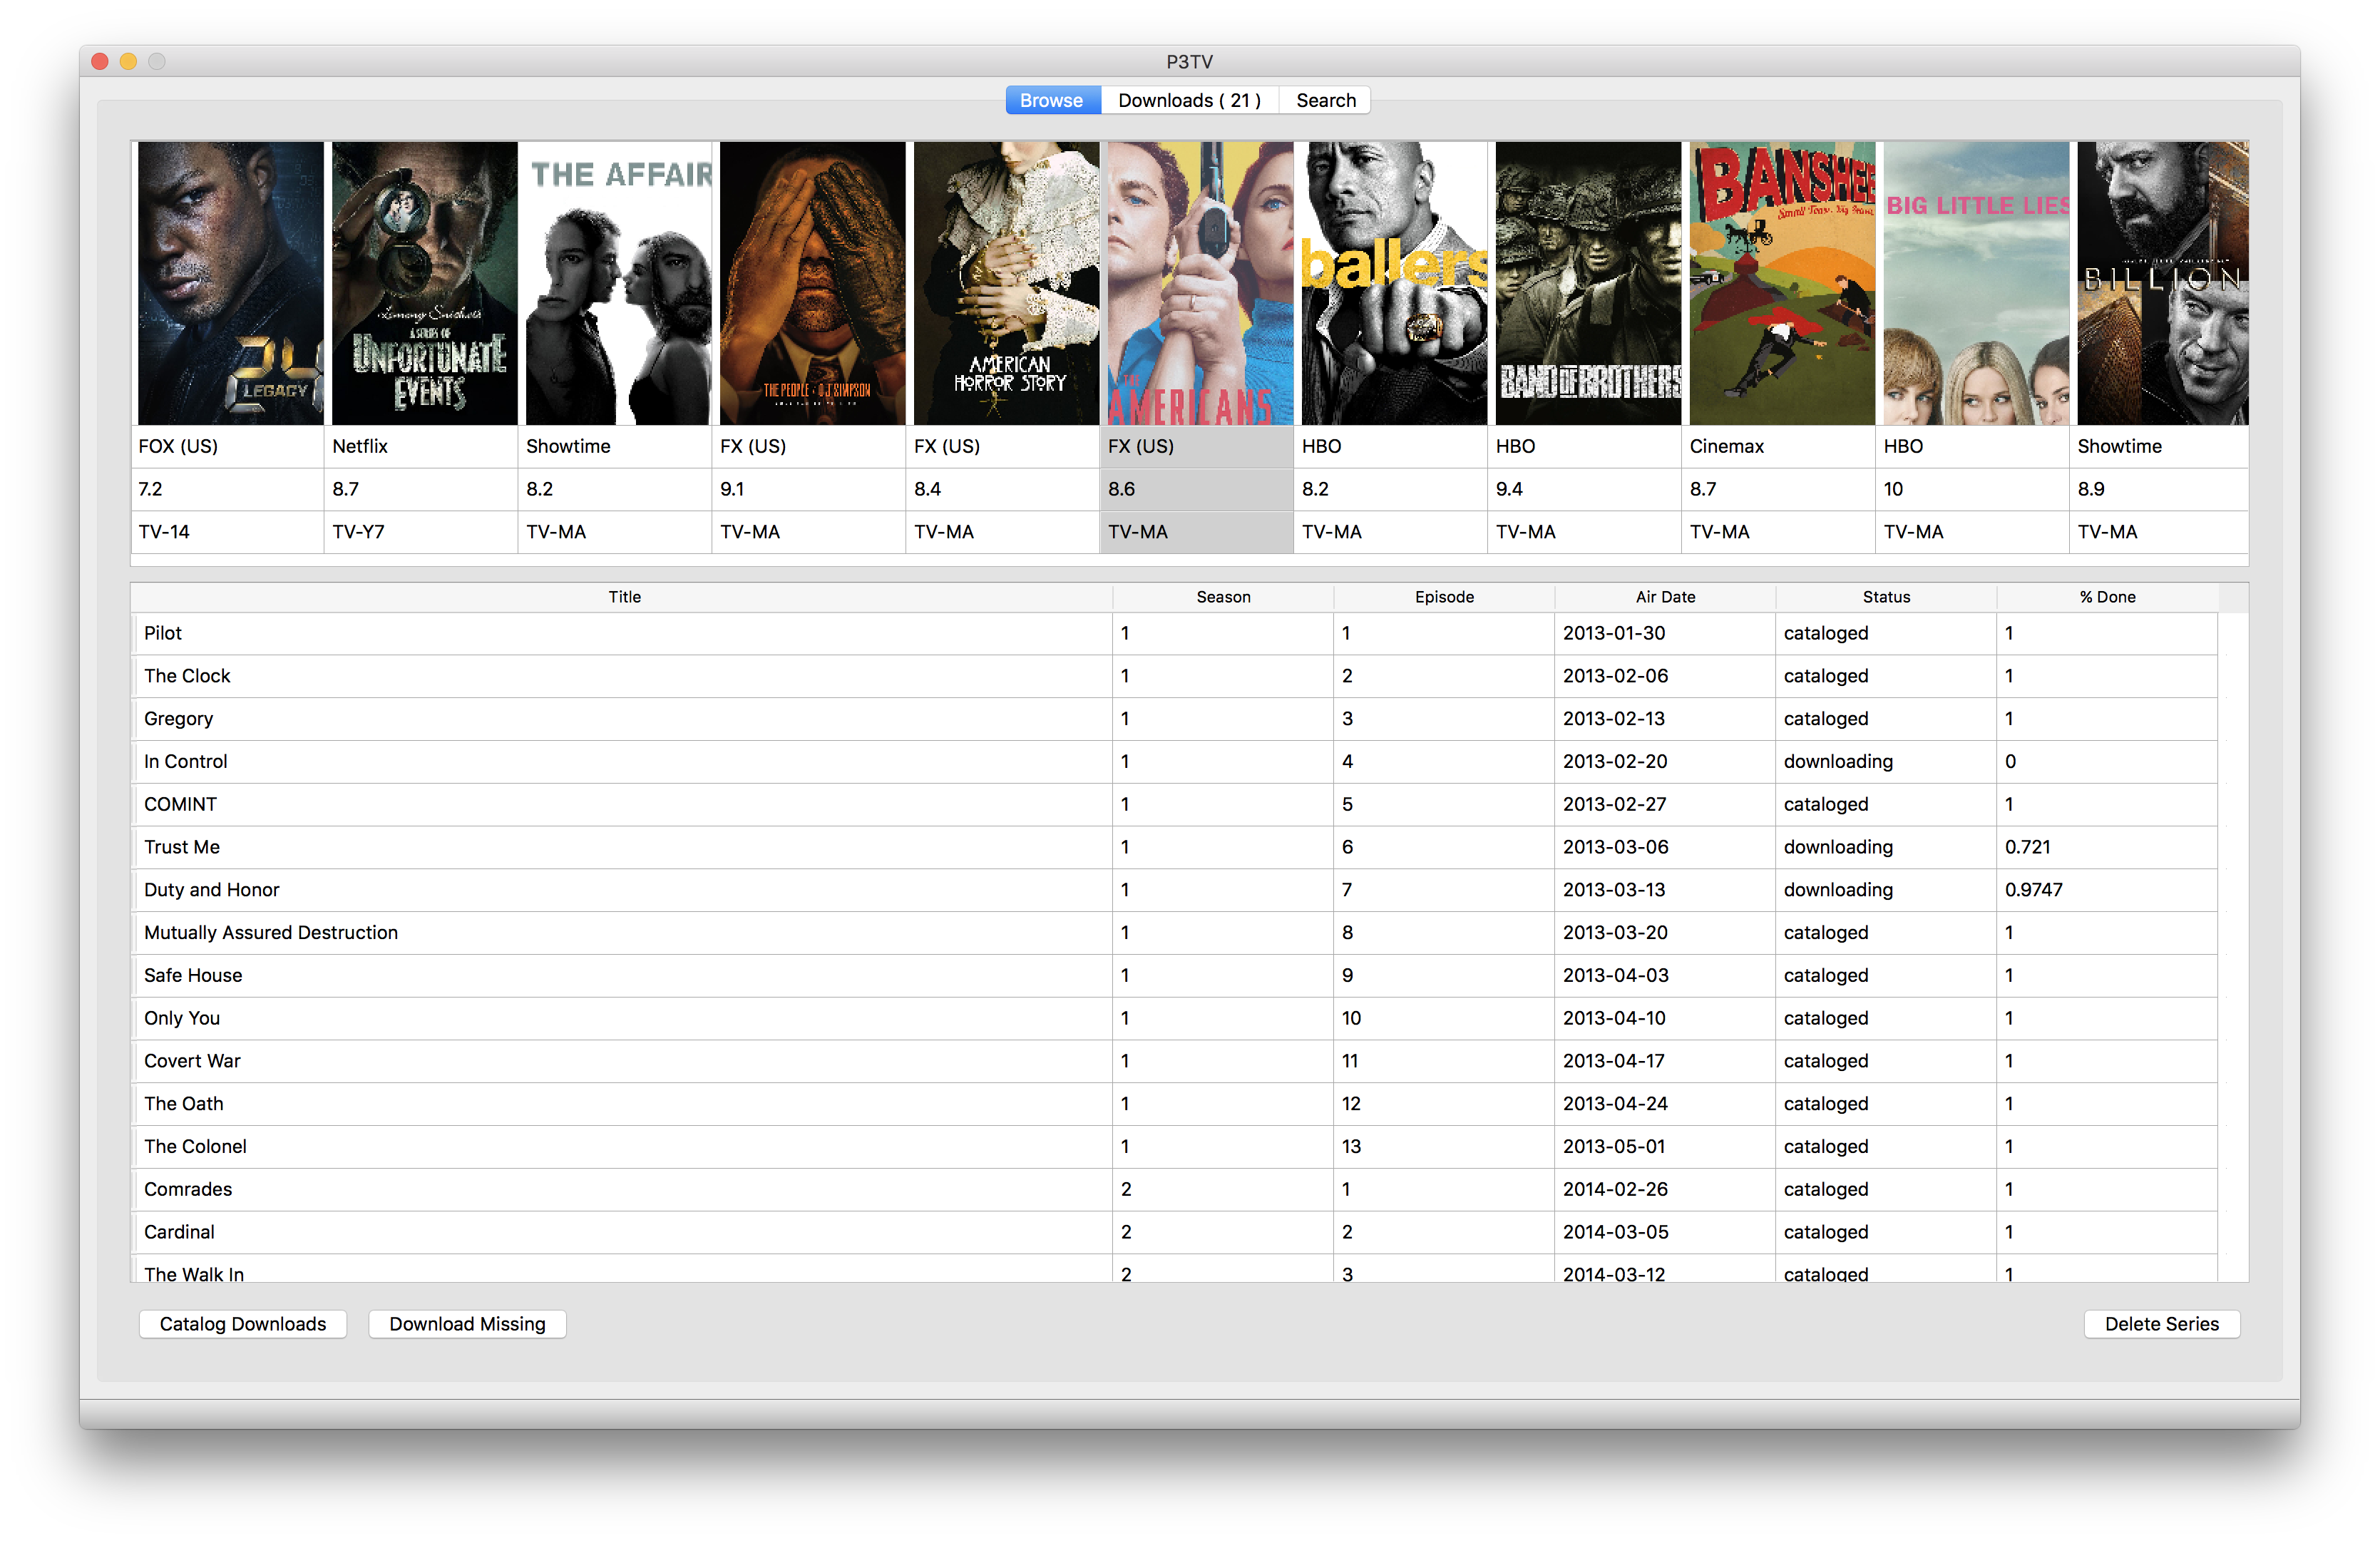 P3TV
Browse Downloads ( 21 ) Search
24 LEGACY
Lemony Snicket's
A SERIES OF
UNFORTUNATE
EVENTS
THE AFFAIR
THE PEOPLE v O.J. SIMPSON
AMERICAN
HORROR STORY
THE
AMERICANS
ballers
BAND OF BROTHERS
BANSHEE
Small Town. Big Secrets
BIG LITTLE LIES
BILLION
FOX (US) Netflix Showtime FX (US) FX (US) FX (US) HBO HBO Cinemax HBO Showtime
7.2 8.7 8.2 9.1 8.4 8.6 8.2 9.4 8.7 10 8.9
TV-14 TV-Y7 TV-MA TV-MA TV-MA TV-MA TV-MA TV-MA TV-MA TV-MA TV-MA
Title Season Episode Air Date Status % Done
Pilot 1 1 2013-01-30 cataloged 1
The Clock 1 2 2013-02-06 cataloged 1
Gregory 1 3 2013-02-13 cataloged 1
In Control 1 4 2013-02-20 downloading 0
COMINT 1 5 2013-02-27 cataloged 1
Trust Me 1 6 2013-03-06 downloading 0.721
Duty and Honor 1 7 2013-03-13 downloading 0.9747
Mutually Assured Destruction 1 8 2013-03-20 cataloged 1
Safe House 1 9 2013-04-03 cataloged 1
Only You 1 10 2013-04-10 cataloged 1
Covert War 1 11 2013-04-17 cataloged 1
The Oath 1 12 2013-04-24 cataloged 1
The Colonel 1 13 2013-05-01 cataloged 1
Comrades 2 1 2014-02-26 cataloged 1
Cardinal 2 2 2014-03-05 cataloged 1
The Walk In 2 3 2014-03-12 cataloged 1
Catalog Downloads Download Missing Delete Series